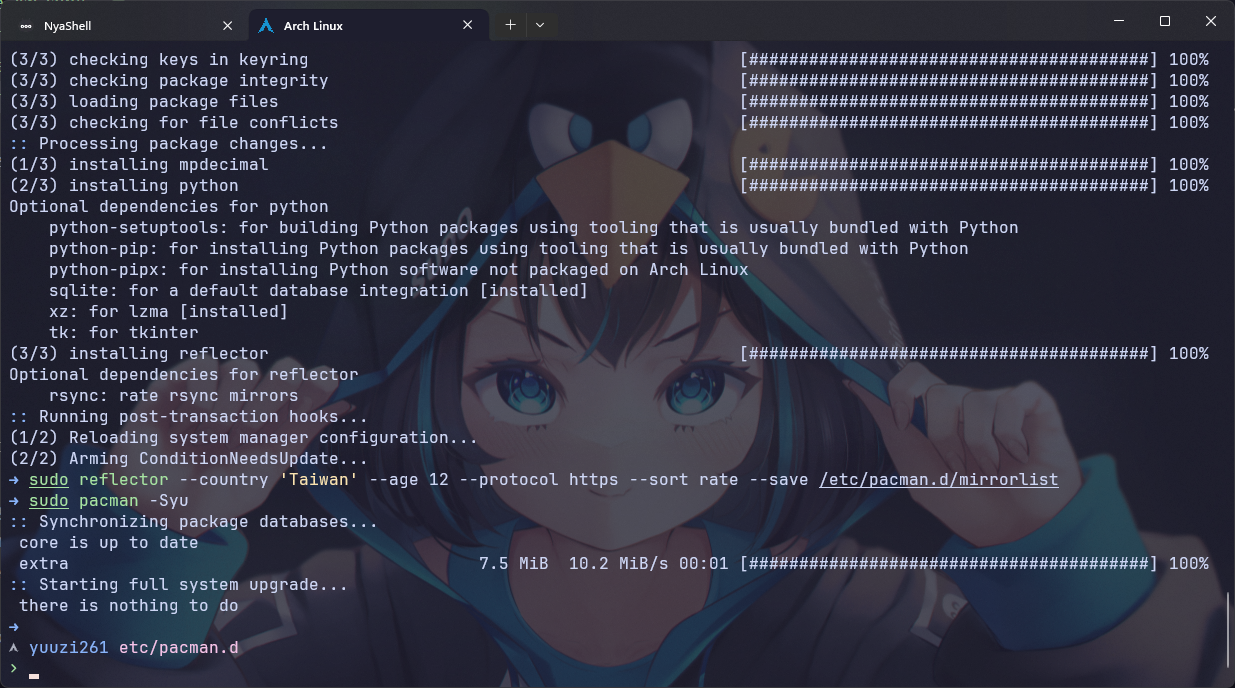 NyaShell
Arch Linux
(3/3) checking keys in keyring [########################################] 100%
(3/3) checking package integrity [########################################] 100%
(3/3) loading package files [########################################] 100%
(3/3) checking for file conflicts [########################################] 100%
:: Processing package changes...
(1/3) installing mpdecimal [########################################] 100%
(2/3) installing python [########################################] 100%
Optional dependencies for python
python-setuptools: for building Python packages using tooling that is usually bundled with Python
python-pip: for installing Python packages using tooling that is usually bundled with Python
python-pipx: for installing Python software not packaged on Arch Linux
sqlite: for a default database integration [installed]
xz: for lzma [installed]
tk: for tkinter
(3/3) installing reflector [########################################] 100%
Optional dependencies for reflector
rsync: rate rsync mirrors
:: Running post-transaction hooks...
(1/2) Reloading system manager configuration...
(2/2) Arming ConditionNeedsUpdate...
➜ sudo reflector --country 'Taiwan' --age 12 --protocol https --sort rate --save /etc/pacman.d/mirrorlist
➜ sudo pacman -Syu
:: Synchronizing package databases...
core is up to date
extra 7.5 MiB 10.2 MiB/s 00:01 [########################################] 100%
:: Starting full system upgrade...
there is nothing to do
➜
yuuzi261 etc/pacman.d
>